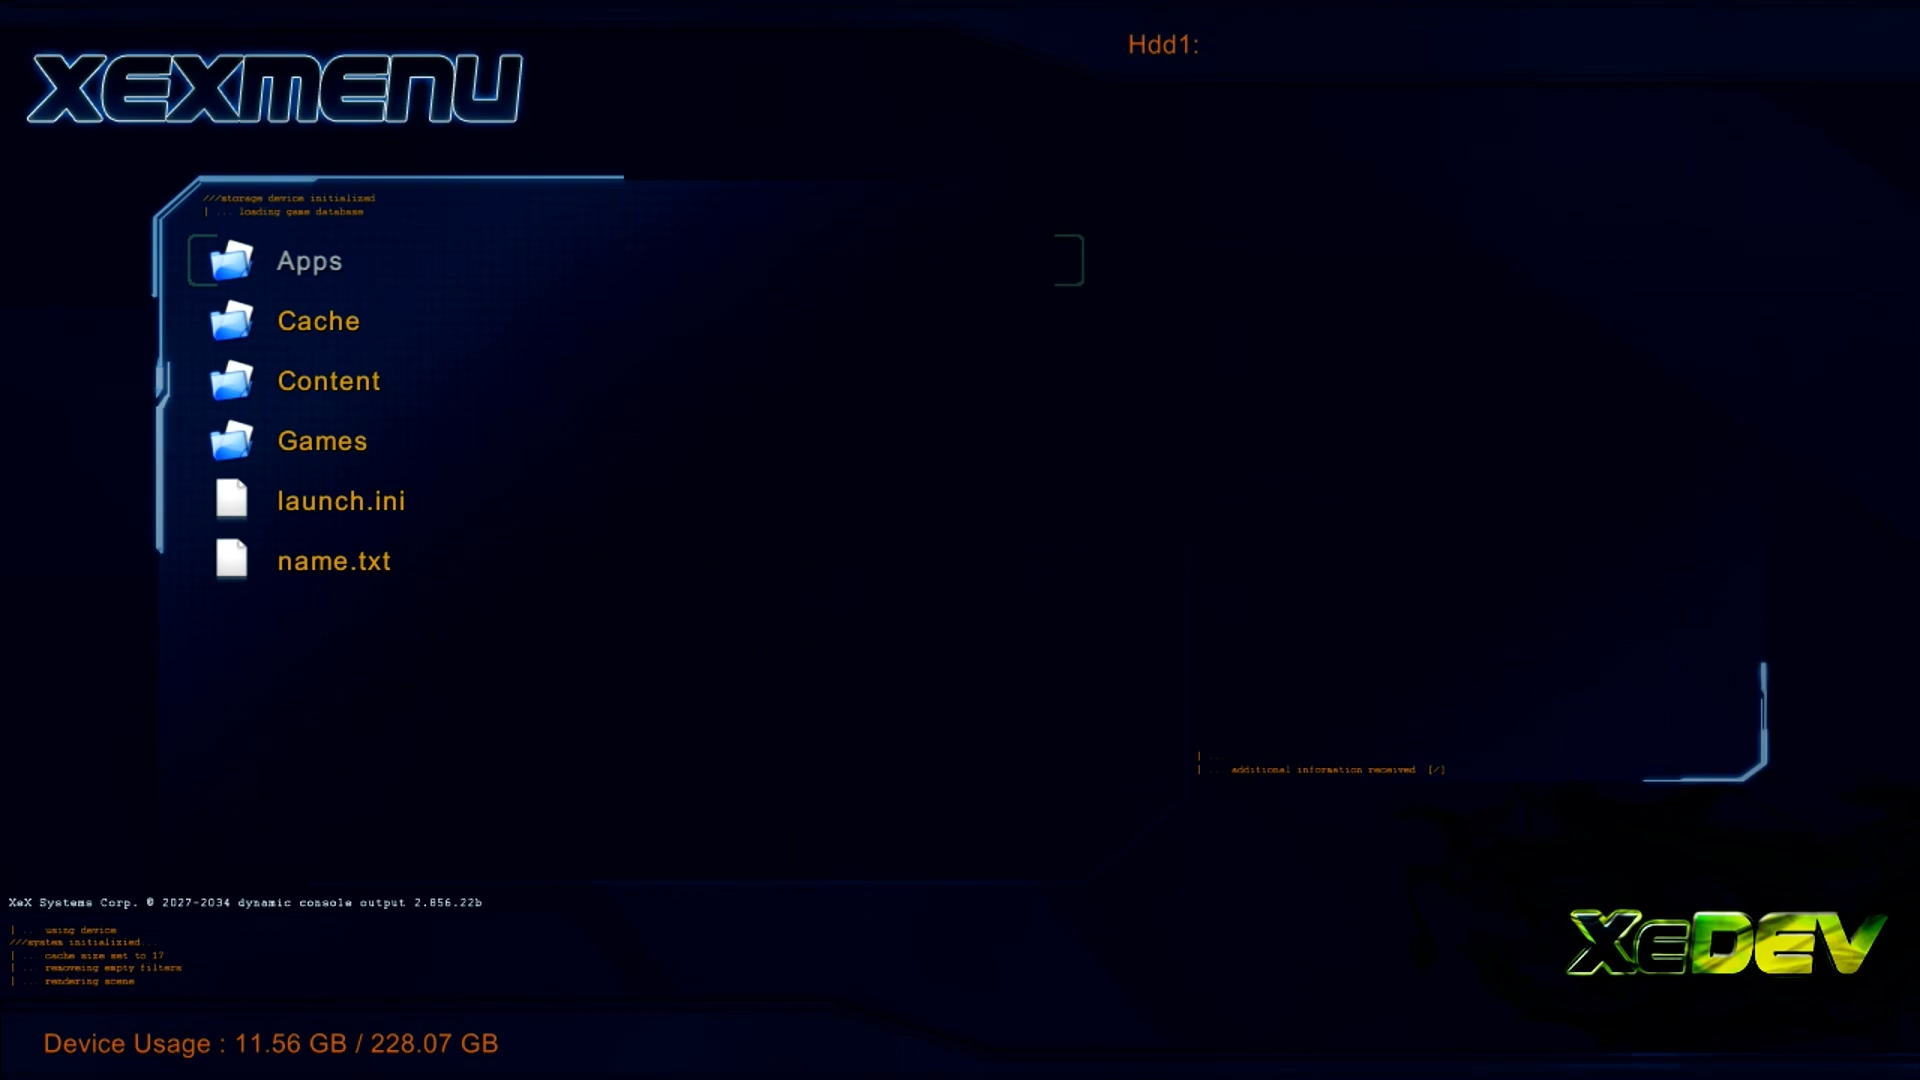 XEXMENU
Hdd1:
///storage device initialized
| ... loading game database
Apps
Cache
Content
Games
launch.ini
name.txt
| ...
| ... additional information received [/]
XeX Systems Corp. © 2027-2034 dynamic console output 2.856.22b
| ... using device
///system initializied...
| ... cache size set to 17
| ... removeing empty filters
| ... rendering scene
XeDEV
Device Usage : 11.56 GB / 228.07 GB